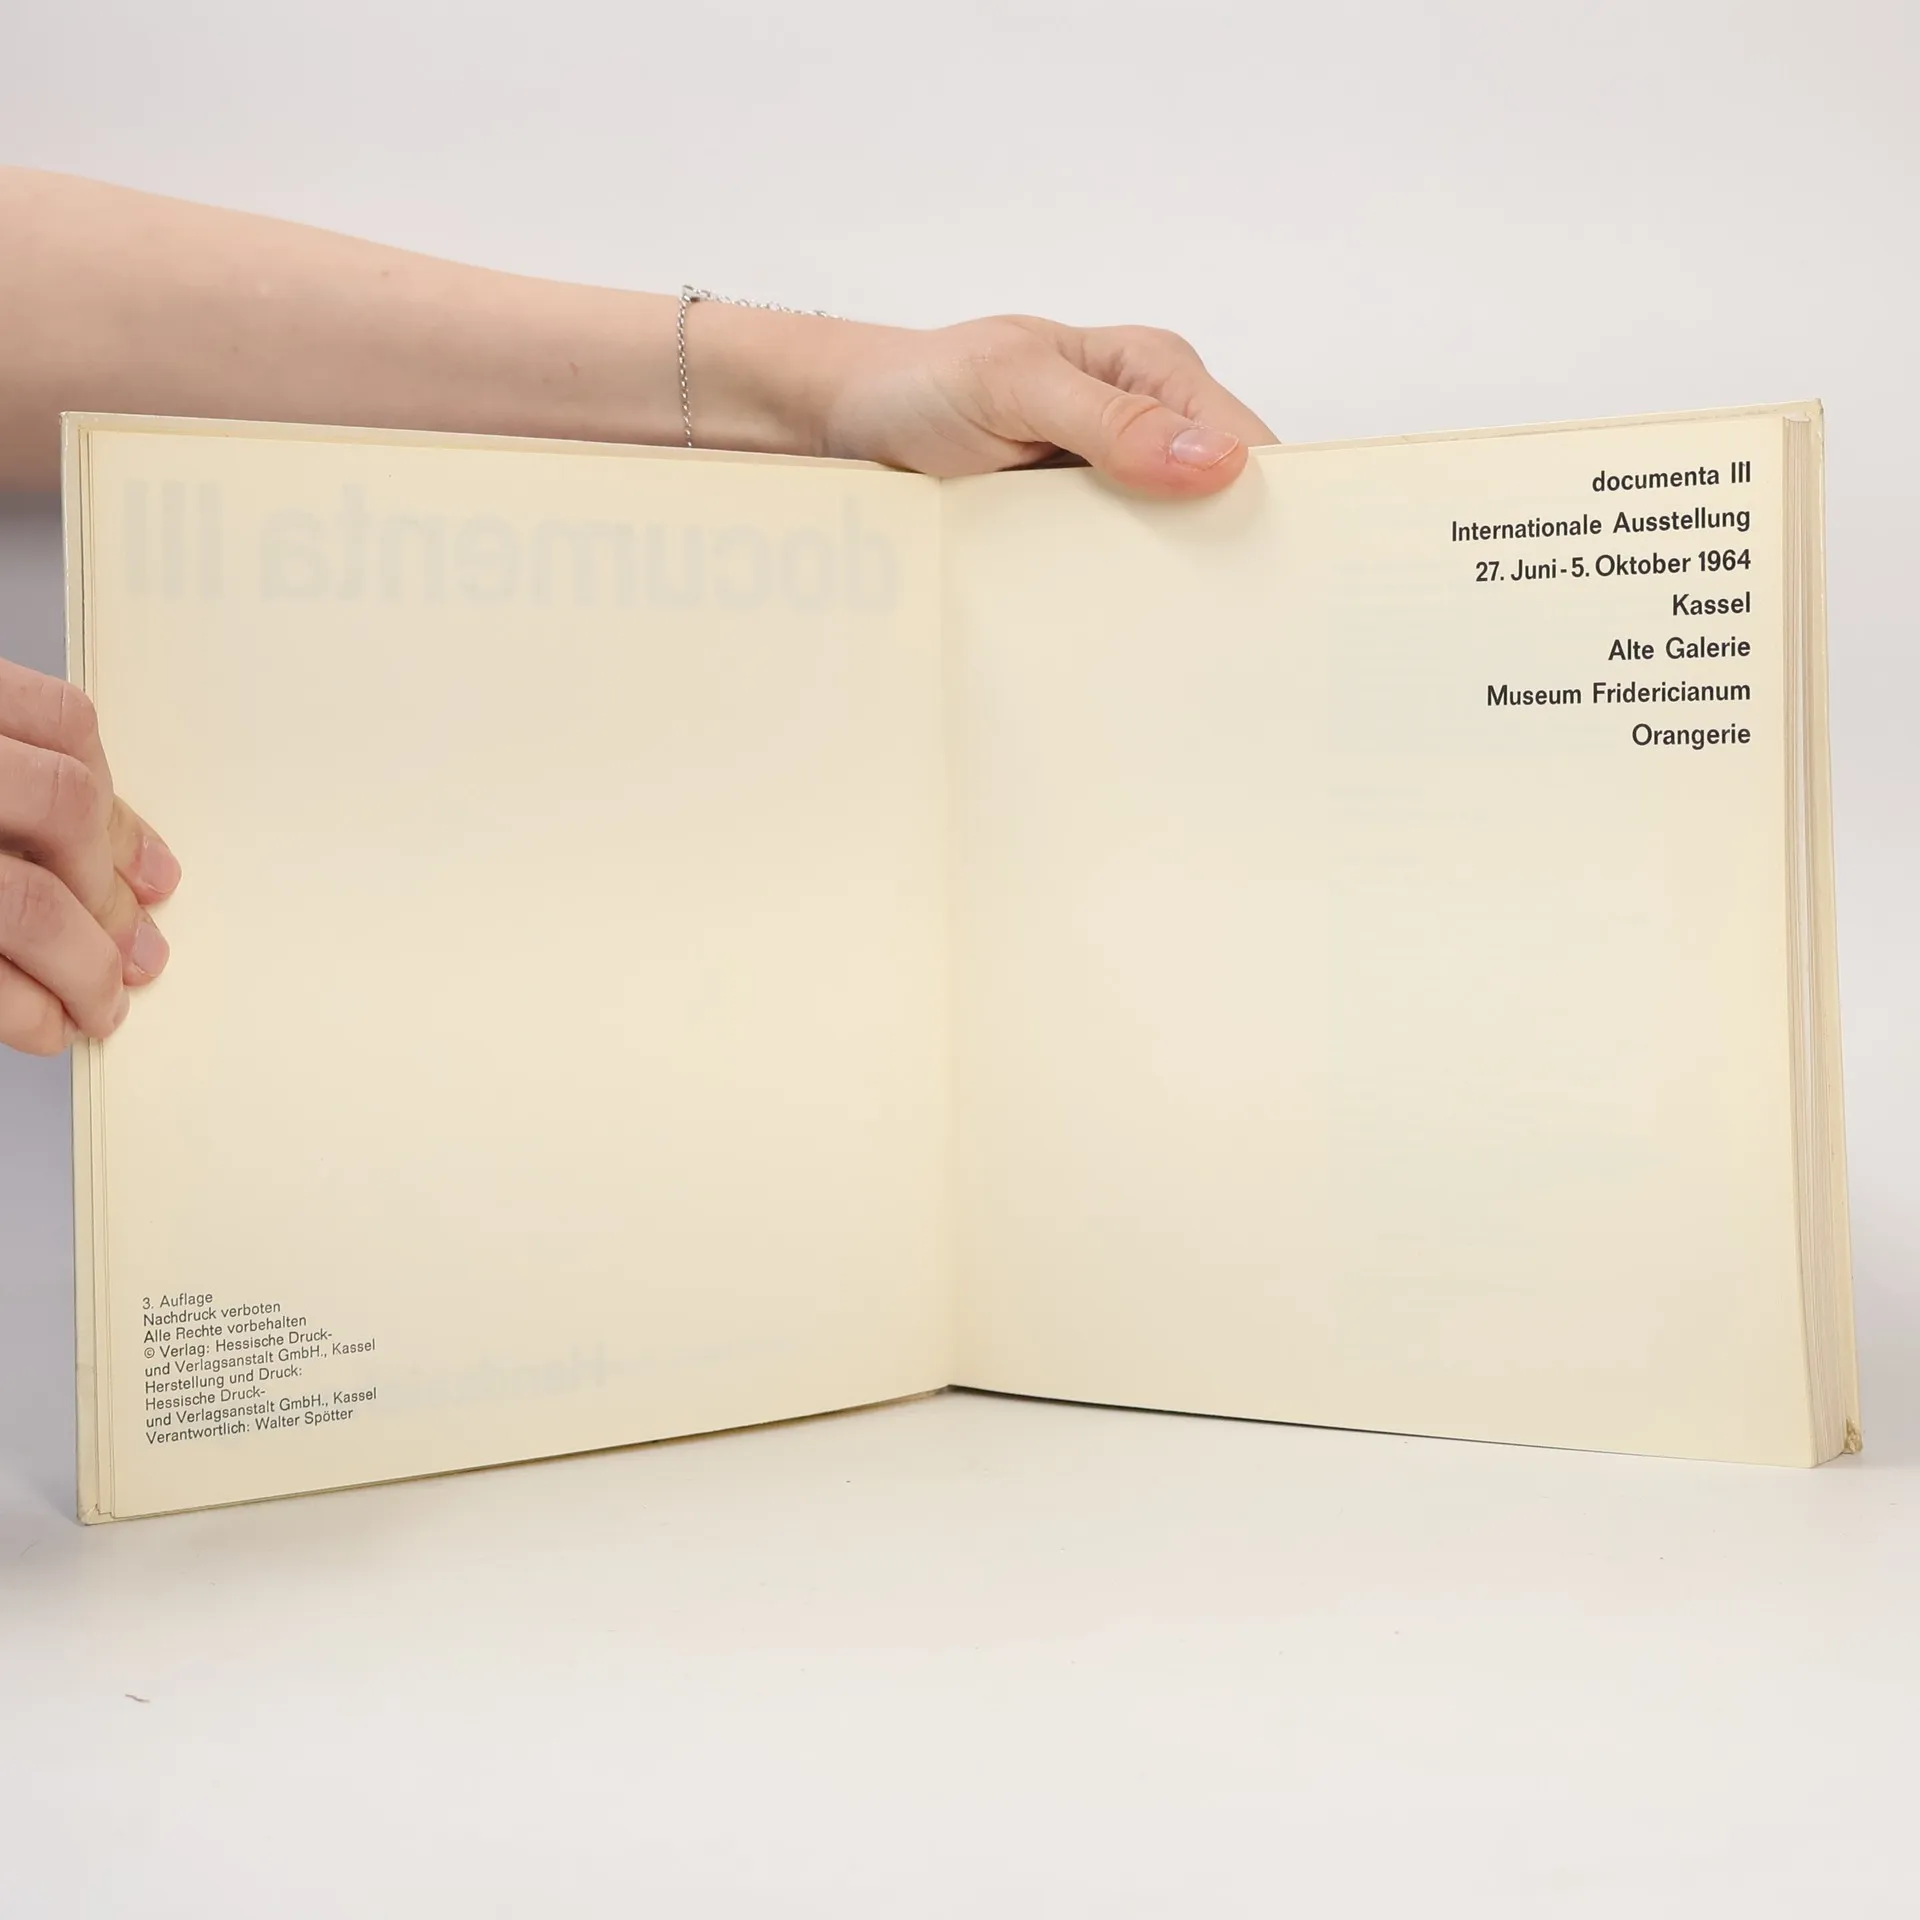 documenta III
3. Auflage
Nachdruck verboten
Alle Rechte vorbehalten
© Verlag: Hessische Druck-
und Verlagsanstalt GmbH., Kassel
Herstellung und Druck:
Hessische Druck-
und Verlagsanstalt GmbH., Kassel
Verantwortlich: Walter Spötter
documenta III
Internationale Ausstellung
27. Juni - 5. Oktober 1964
Kassel
Alte Galerie
Museum Fridericianum
Orangerie